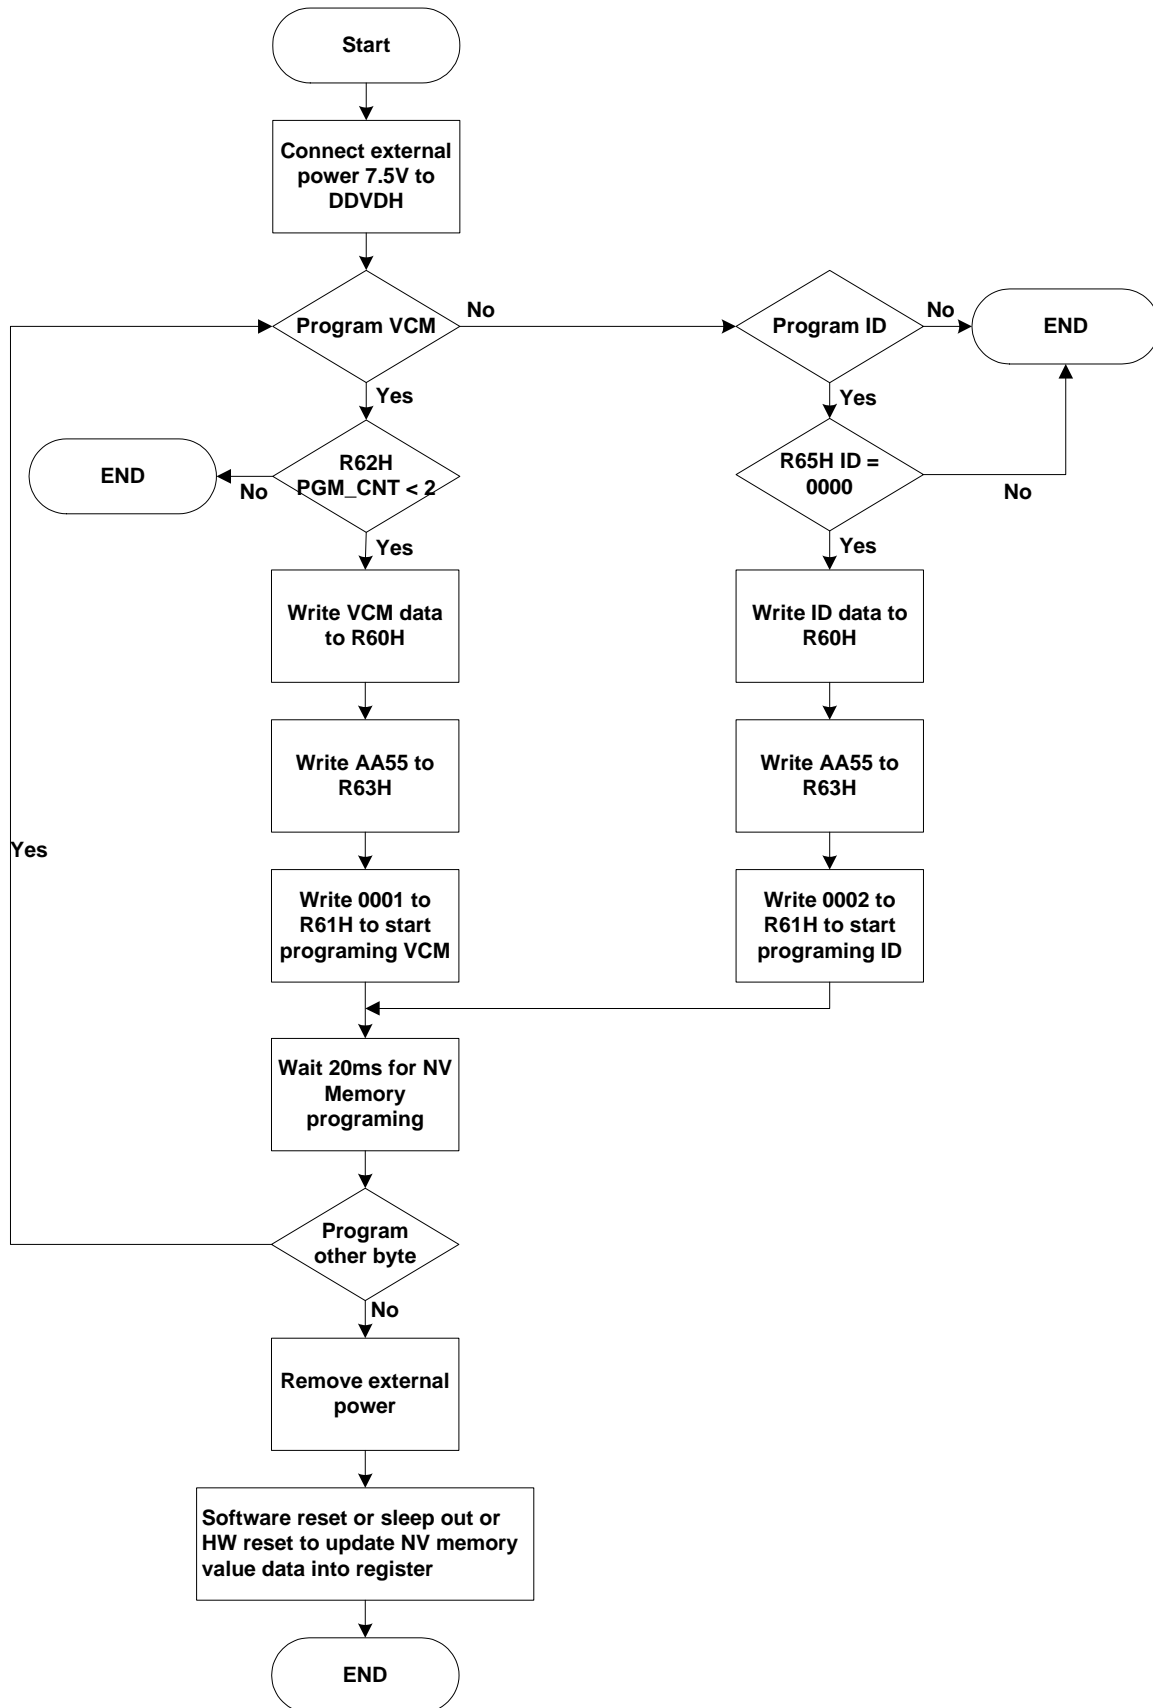 Start
Connect external
power 7.5V to
DDVDH
Program VCM
No
Program ID
No
END
Yes
Yes
END
No
R62H
PGM_CNT < 2
R65H ID =
0000
No
Yes
Yes
Write VCM data
to R60H
Write ID data to
R60H
Write AA55 to
R63H
Write AA55 to
R63H
Yes
Write 0001 to
R61H to start
programing VCM
Write 0002 to
R61H to start
programing ID
Wait 20ms for NV
Memory
programing
Program
other byte
No
Remove external
power
Software reset or sleep out or
HW reset to update NV memory
value data into register
END